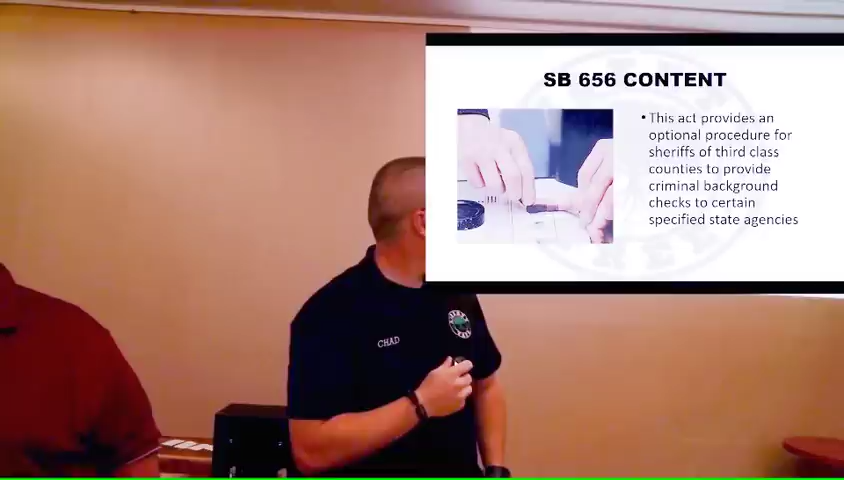 SB 656 CONTENT
• This act provides an
optional procedure for
sheriffs of third class
counties to provide
criminal background
checks to certain
specified state agencies
CHAD